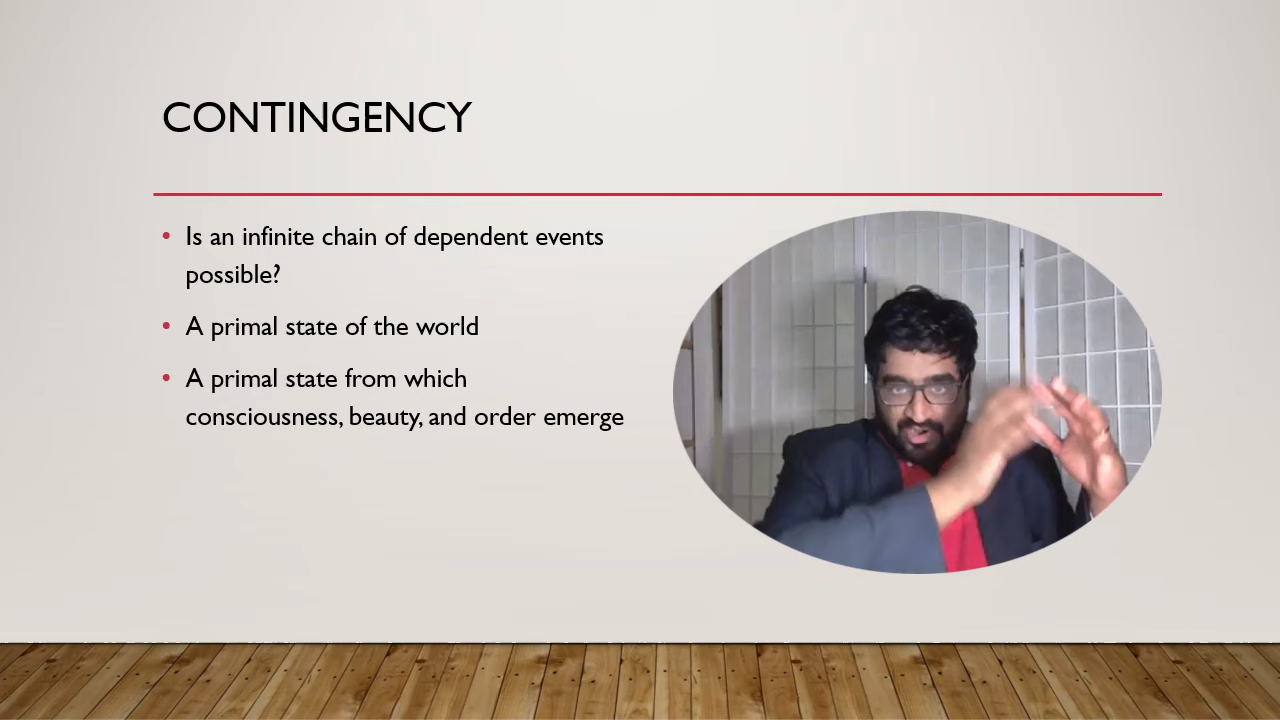 CONTINGENCY
• Is an infinite chain of dependent events
possible?
• A primal state of the world
• A primal state from which
consciousness, beauty, and order emerge